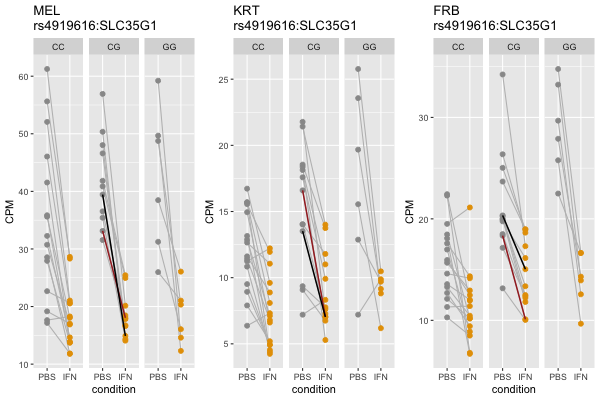 MEL
rs4919616:SLC35G1
CC CG GG
60
50
40
30
20
10
CPM
PBS IFN PBS IFN PBS IFN
condition
KRT
rs4919616:SLC35G1
CC CG GG
25
20
15
10
5
CPM
PBS IFN PBS IFN PBS IFN
condition
FRB
rs4919616:SLC35G1
CC CG GG
30
20
10
CPM
PBS IFN PBS IFN PBS IFN
condition